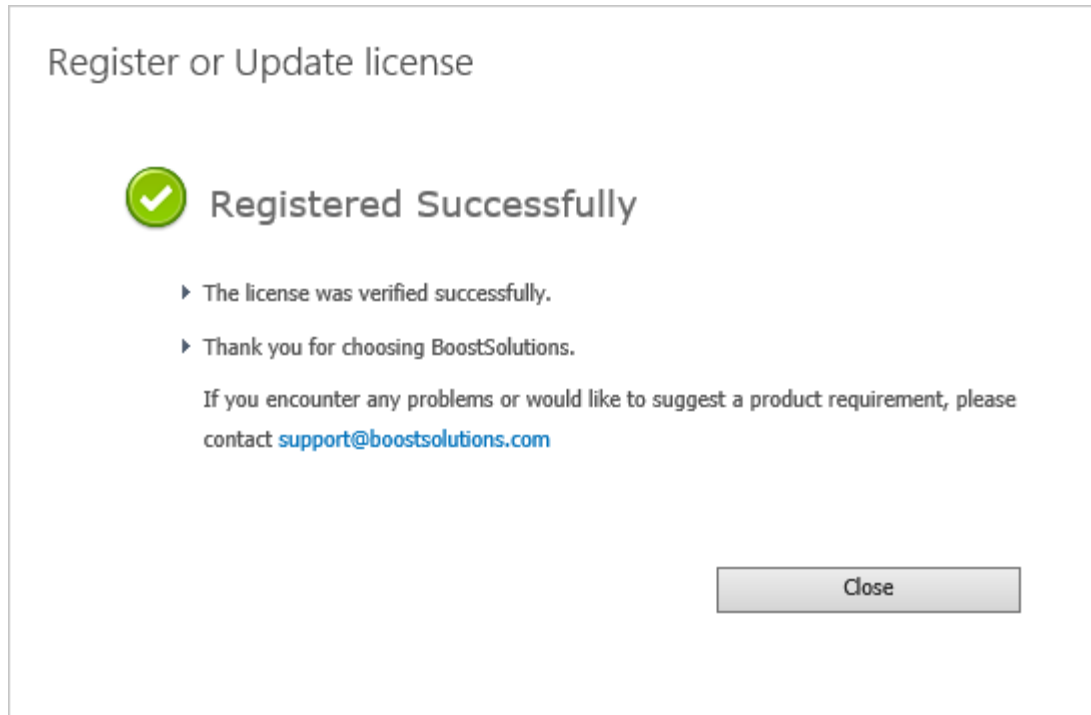 Register or Update license
Registered Successfully
The license was verified successfully.
Thank you for choosing BoostSolutions.
If you encounter any problems or would like to suggest a product requirement, please
contact support@boostsolutions.com
Close